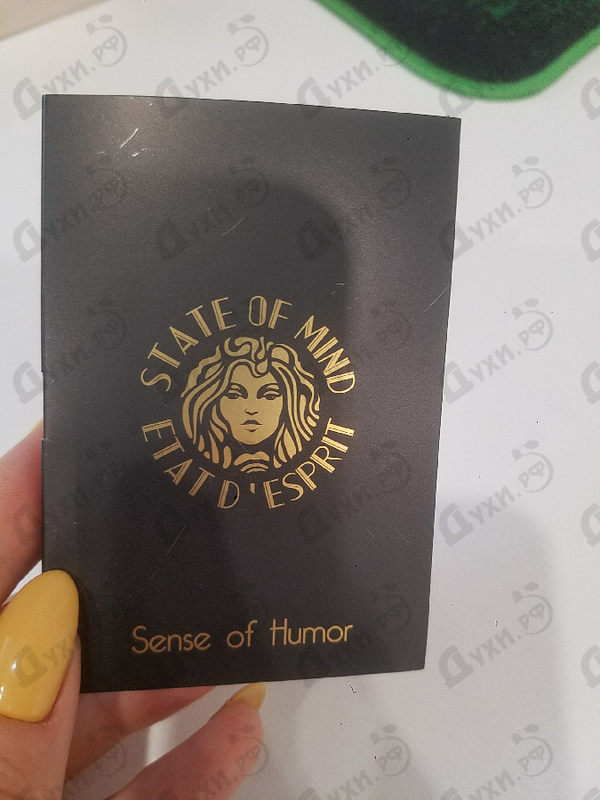 STATE OF MIND
ETAT D'ESPRIT
Sense of Humor
Духи.рф